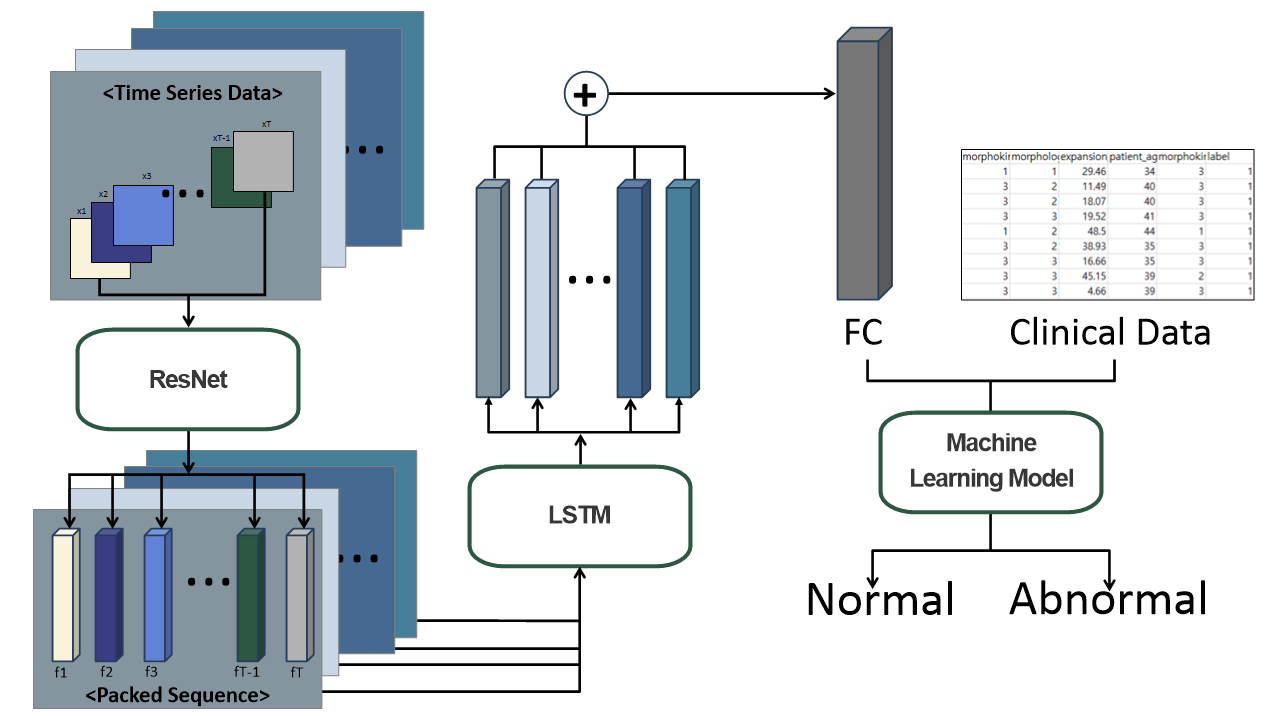 <Time Series Data>
x1
x2
x3
xT-1
xT
ResNet
f1
f2
f3
fT-1
fT
<Packed Sequence>
LSTM
+
FC
morphokir morpholo expansion patient_ag morphokir label
1 1 29.46 34 3 1
3 2 11.49 40 3 1
3 2 18.07 40 3 1
3 3 19.52 41 3 1
1 2 48.5 44 1 1
3 2 38.93 35 3 1
3 3 16.66 35 3 1
3 3 45.15 39 2 1
3 3 4.66 39 3 1
Clinical Data
Machine
Learning Model
Normal
Abnormal